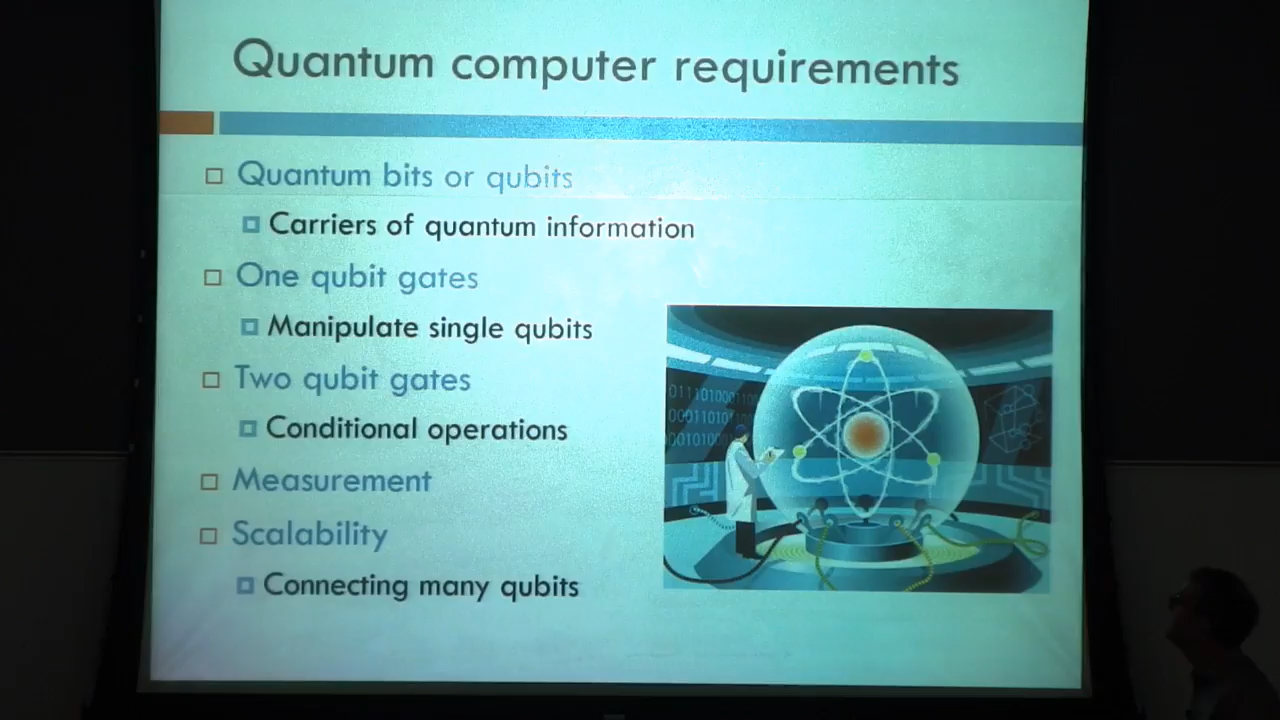 Quantum computer requirements
Quantum bits or qubits
Carriers of quantum information
One qubit gates
Manipulate single qubits
Two qubit gates
Conditional operations
Measurement
Scalability
Connecting many qubits